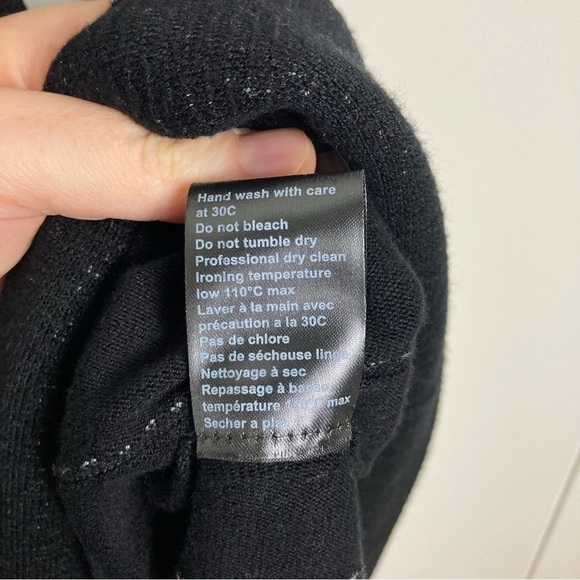 Hand wash with care
at 30C
Do not bleach
Do not tumble dry
Professional dry clean
Ironing temperature
low 110°C max
Laver à la main avec
précaution a la 30C
Pas de chlore
Pas de sécheuse linge
Nettoyage à sec
Repassage à basse
température max
Secher a